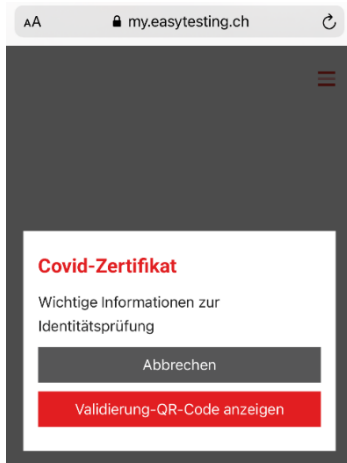 AA my.easytesting.ch
Covid-Zertifikat
Wichtige Informationen zur
Identitätsprüfung
Abbrechen
Validierung-QR-Code anzeigen